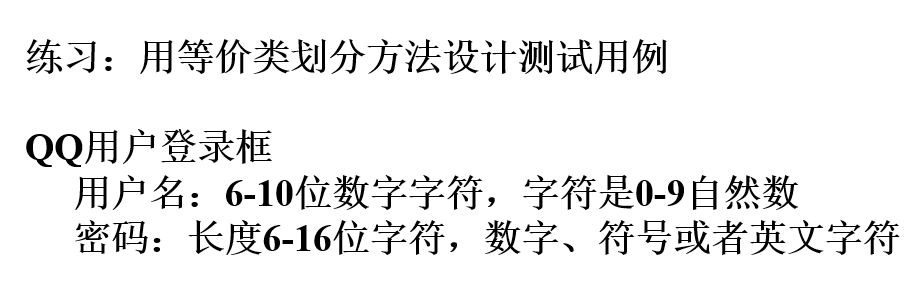 练习：用等价类划分方法设计测试用例
QQ用户登录框
用户名：6-10位数字字符，字符是0-9自然数
密码：长度6-16位字符，数字、符号或者英文字符